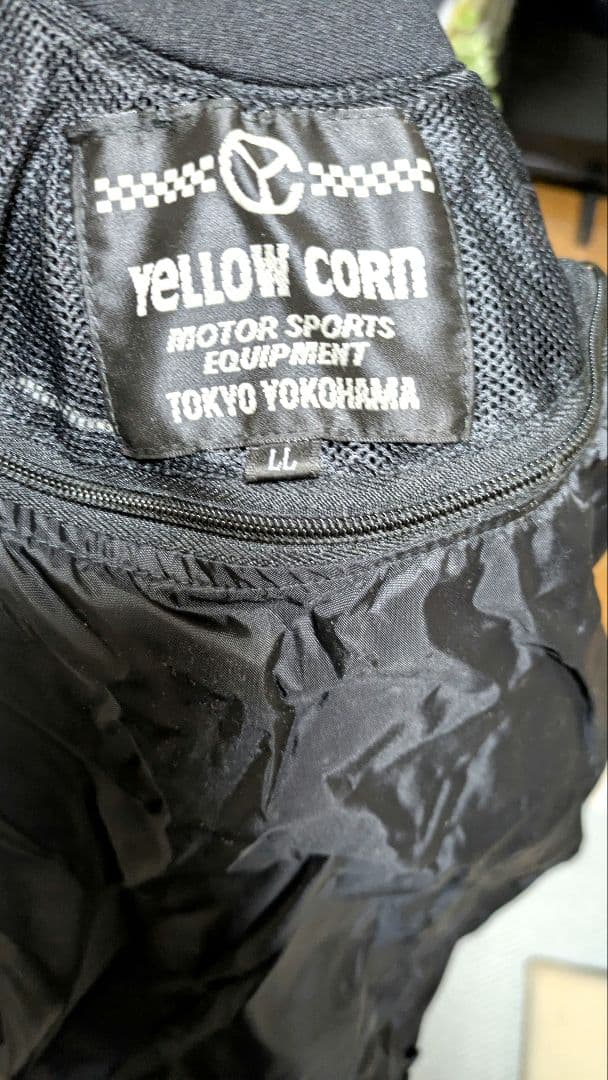 YeLLOW CORn
MOTOR SPORTS
EQUIPMENT
TOKYO YOKOHAMA
LL